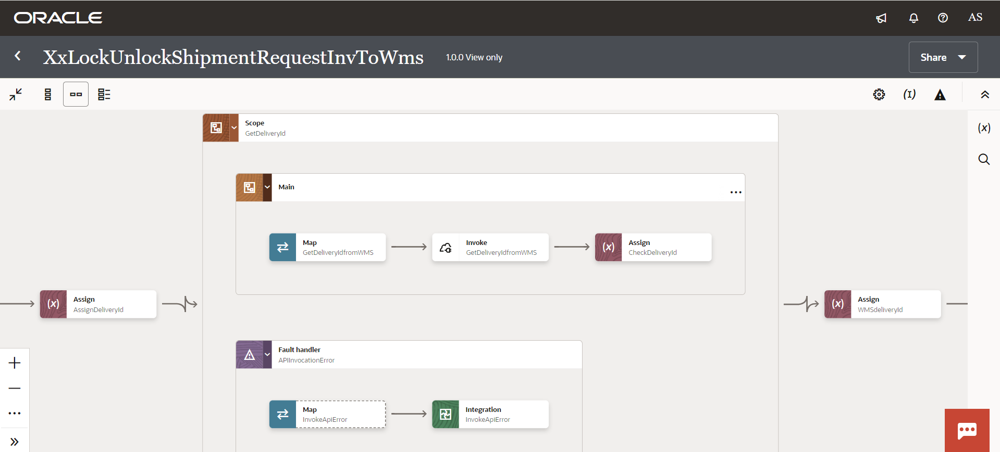 ORACLE
AS
XxLockUnlockShipmentRequestInvToWms
1.0.0 View only
Share
Scope
GetDeliveryId
(x)
Main
Map
GetDeliveryIdfromWMS
Invoke
GetDeliveryIdfromWMS
(x)
Assign
CheckDeliveryId
(x)
Assign
AssignDeliveryId
(x)
Assign
WMSdeliveryId
Fault handler
APIInvocationError
Map
InvokeApiError
Integration
InvokeApiError